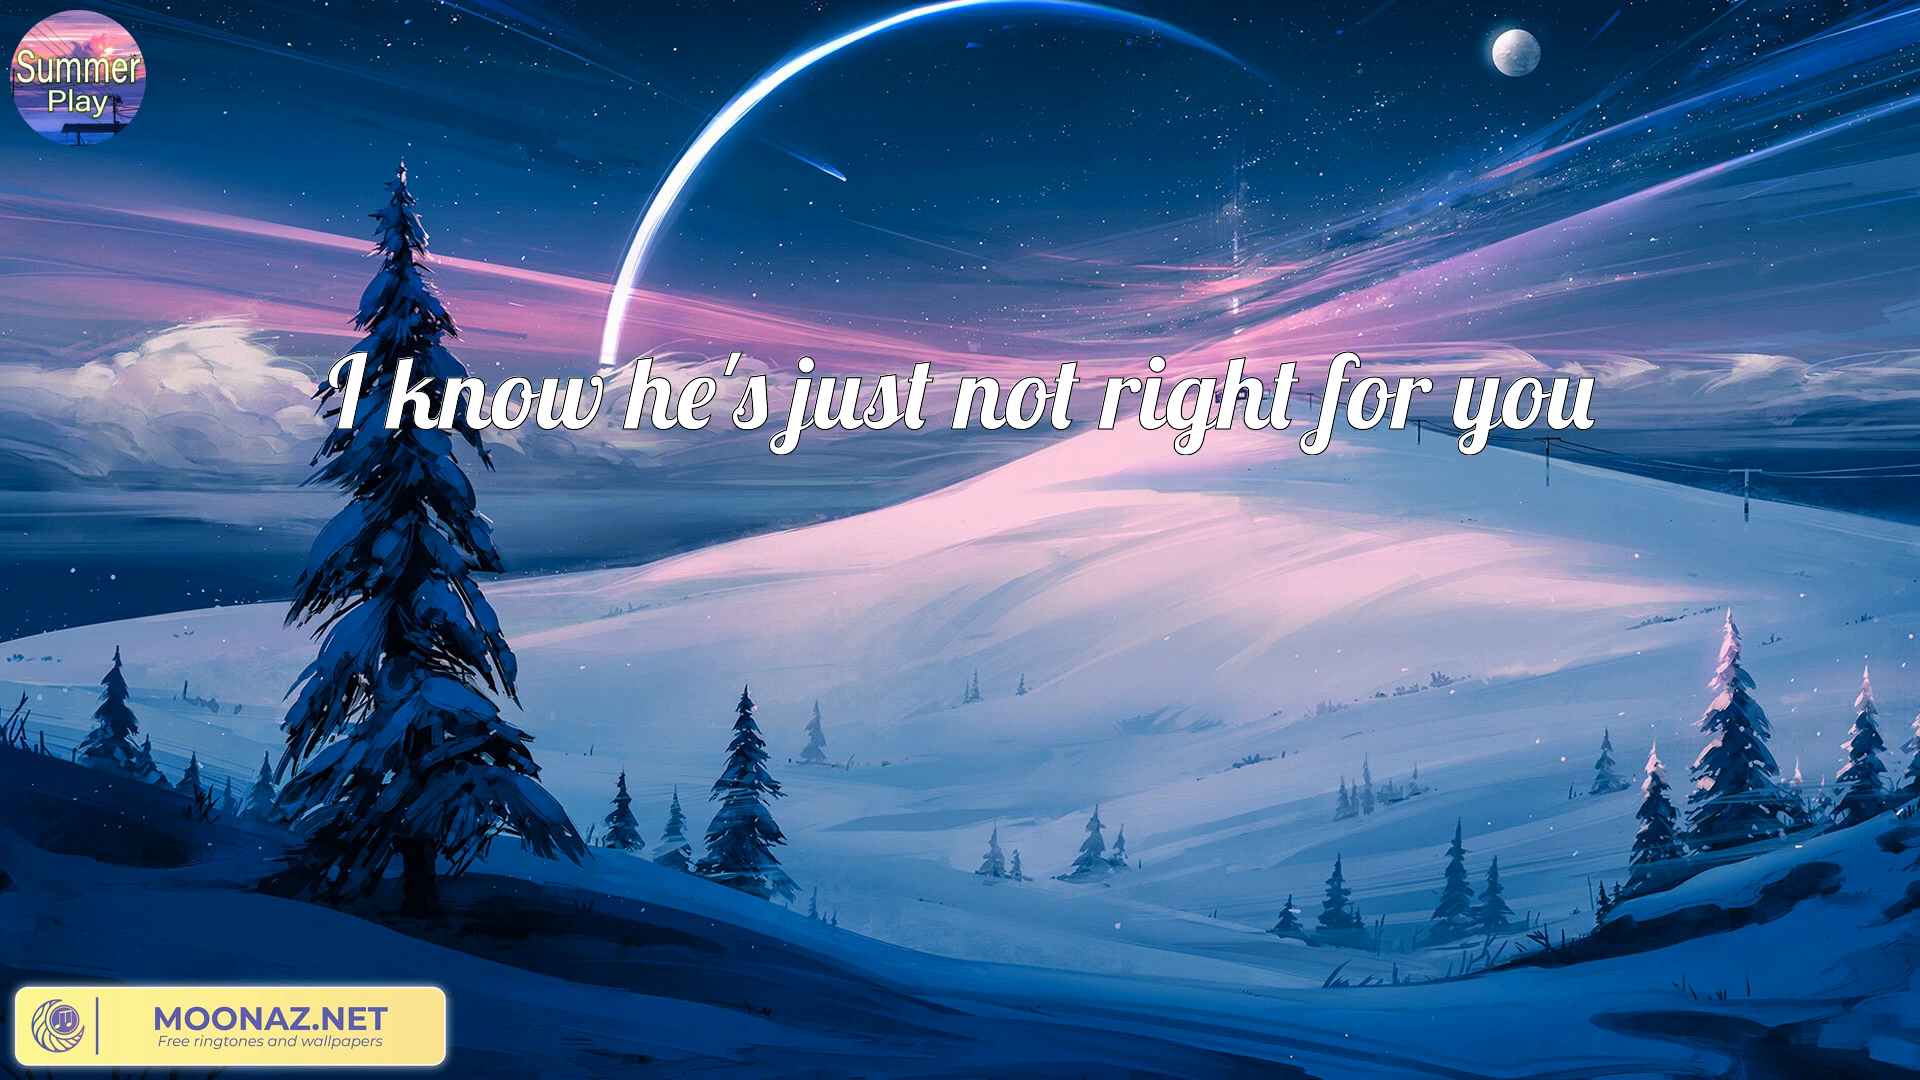 Summer
Play
I know he's just not right for you
MOONAZ.NET
Free ringtones and wallpapers